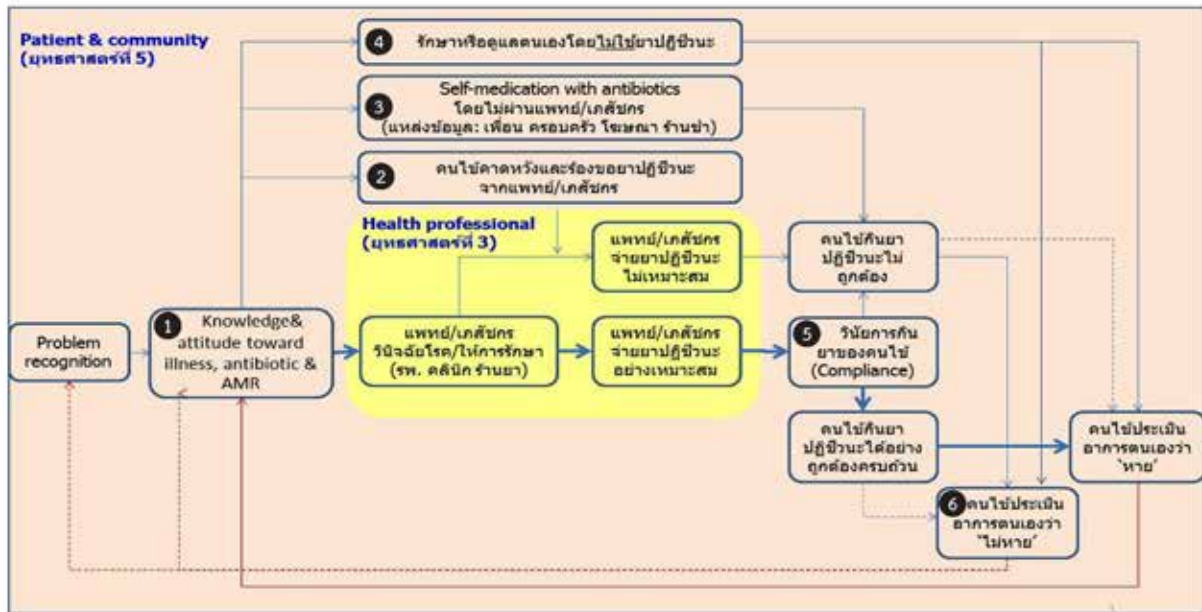 Patient & community
(ยุทธศาสตร์ที่ 5)
4 รักษาหรือดูแลตนเองโดยไม่ใช้ยาปฏิชีวนะ
Self-medication with antibiotics
3 โดยไม่ผ่านแพทย์/เภสัชกร
(แหล่งข้อมูล: เพื่อน ครอบครัว โฆษณา ร้านชำ)
2 คนไข้คาดหวังและร้องขอยาปฏิชีวนะ
จากแพทย์/เภสัชกร
Health professional
(ยุทธศาสตร์ที่ 3)
แพทย์/เภสัชกร
จ่ายยาปฏิชีวนะ
ไม่เหมาะสม
คนไข้กินยา
ปฏิชีวนะไม่
ถูกต้อง
Problem
recognition
1 Knowledge&
attitude toward
illness, antibiotic &
AMR
แพทย์/เภสัชกร
วินิจฉัยโรค/ให้การรักษา
(รพ. คลินิก ร้านยา)
แพทย์/เภสัชกร
จ่ายยาปฏิชีวนะ
อย่างเหมาะสม
5 วินัยการกิน
ยาของคนไข้
(Compliance)
คนไข้กินยา
ปฏิชีวนะได้อย่าง
ถูกต้องครบถ้วน
คนไข้ประเมิน
อาการตนเองว่า
'หาย'
6 คนไข้ประเมิน
อาการตนเองว่า
'ไม่หาย'